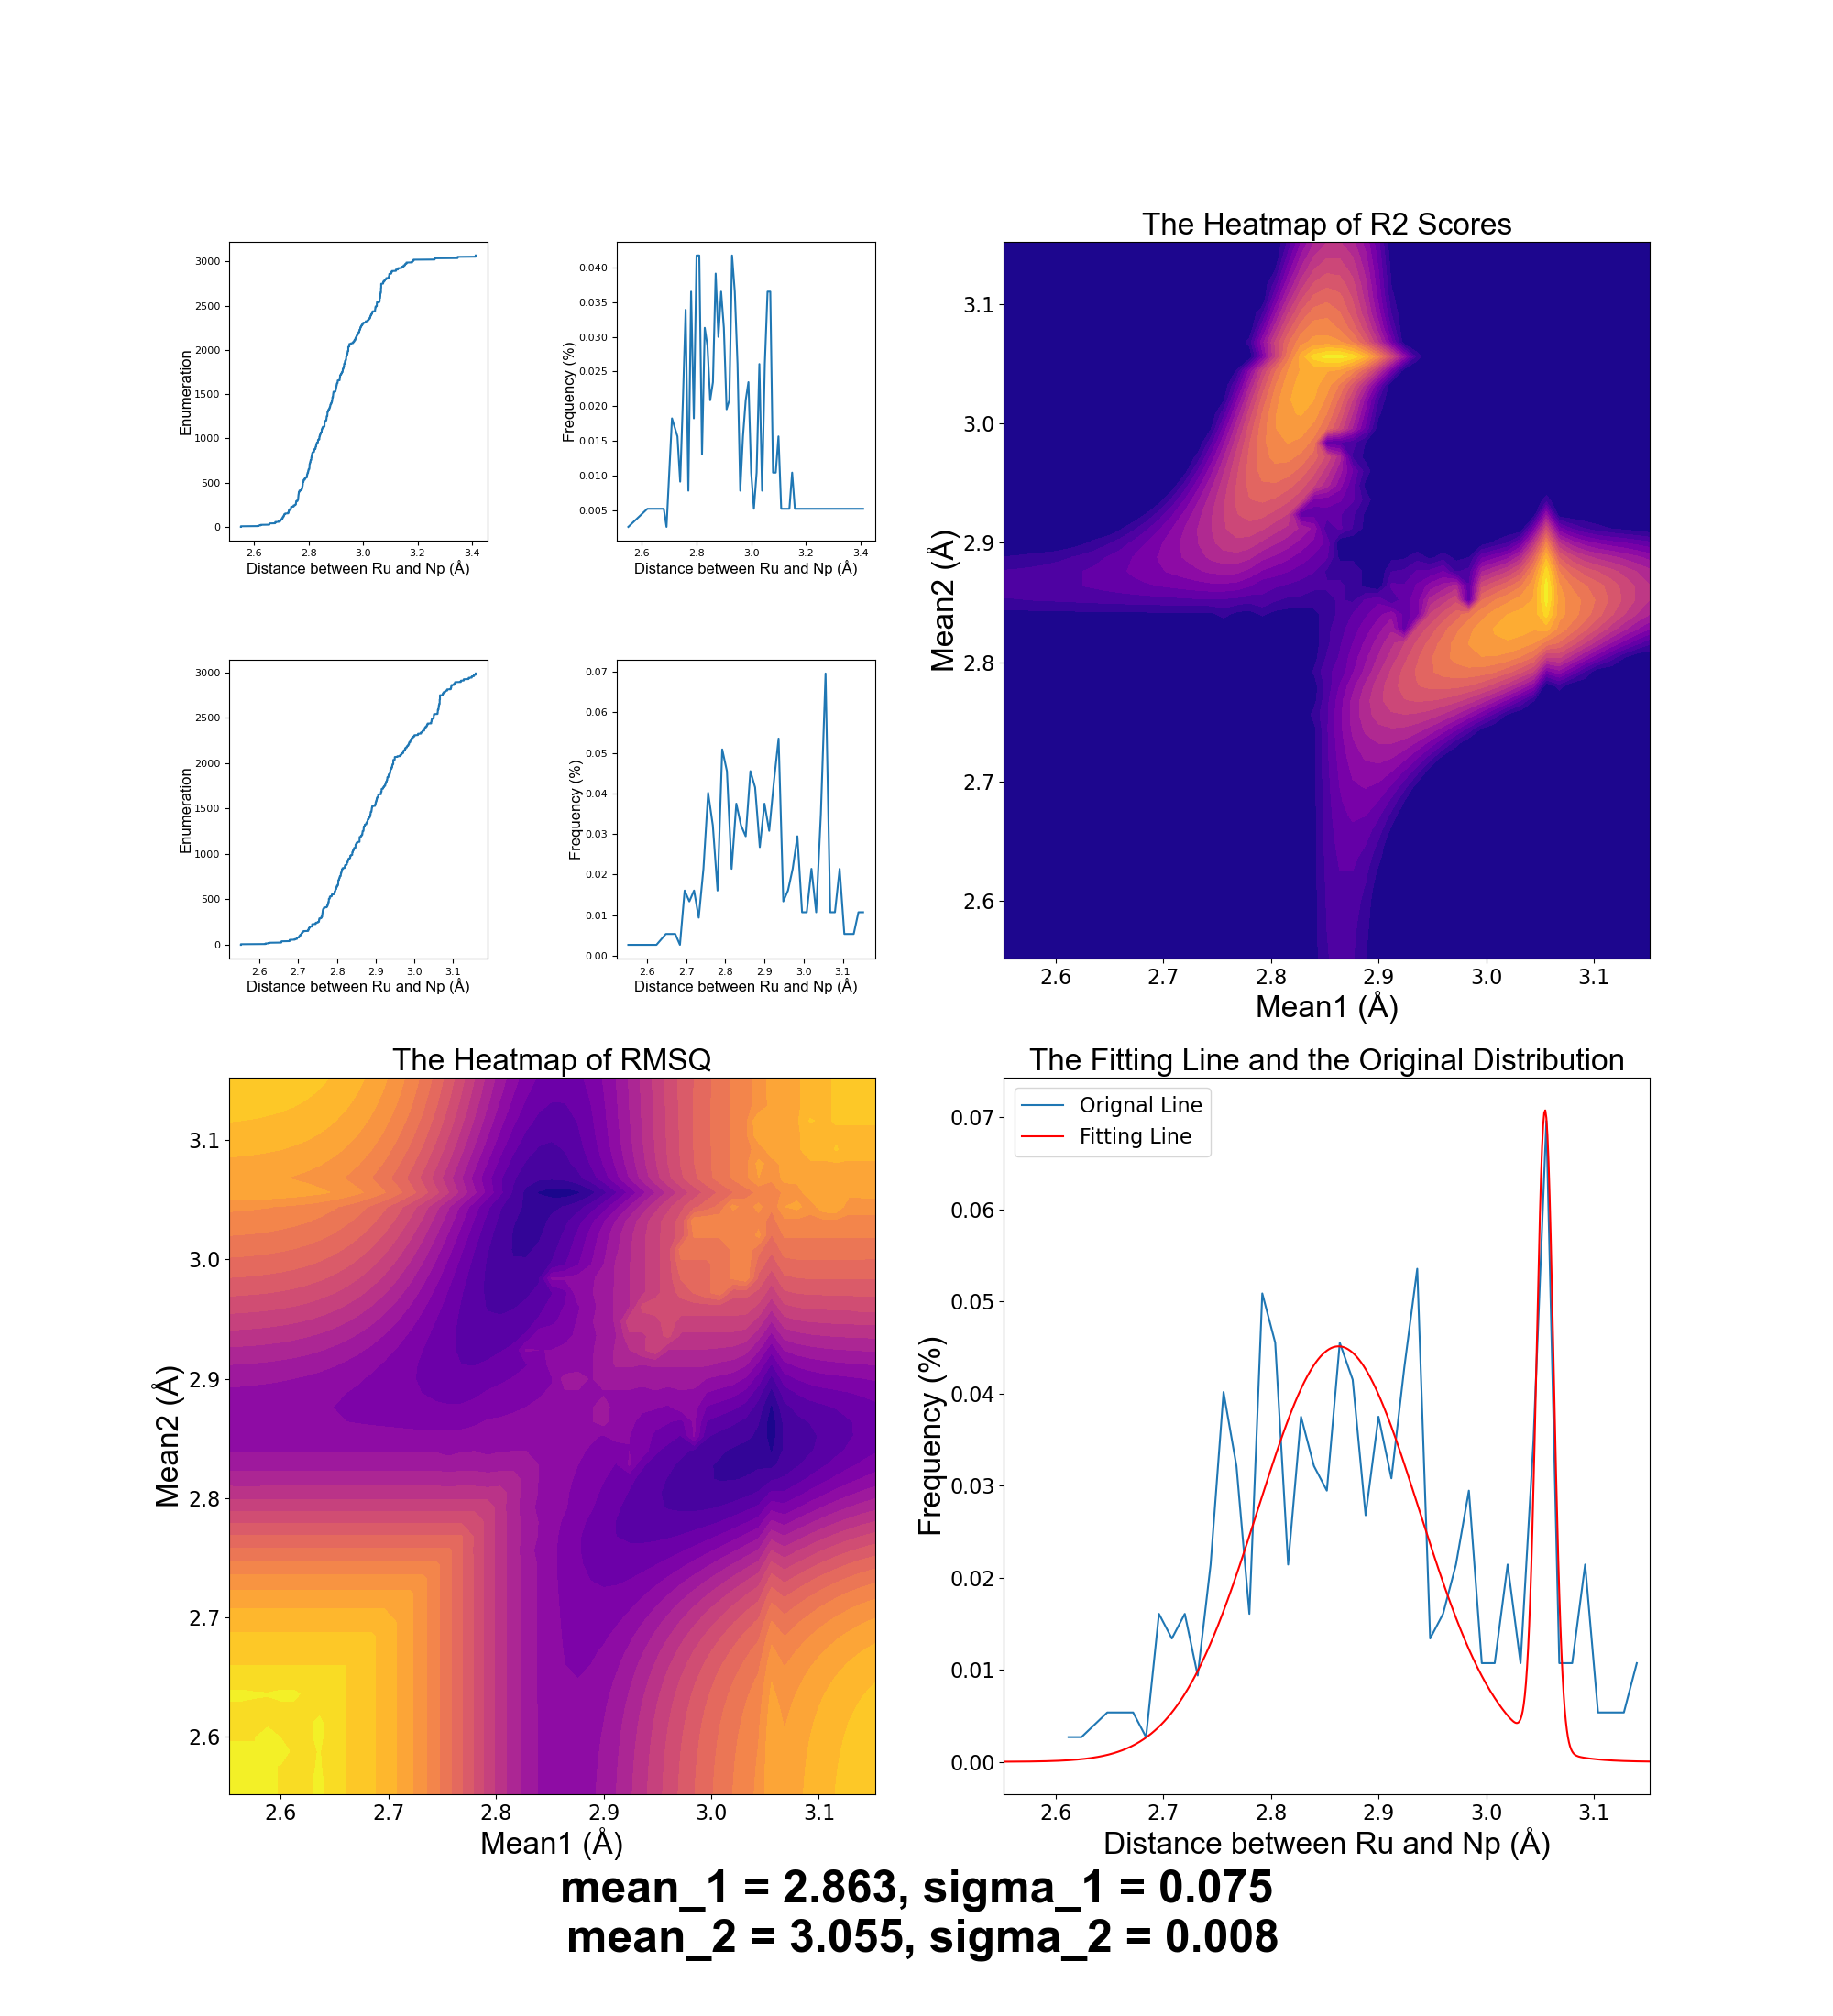 3000
2500
2000
1500
1000
500
0
Enumeration
2.6 2.8 3.0 3.2 3.4
Distance between Ru and Np (Å)
0.040
0.035
0.030
0.025
0.020
0.015
0.010
0.005
Frequency (%)
2.6 2.8 3.0 3.2 3.4
Distance between Ru and Np (Å)
The Heatmap of R2 Scores
3.1
3.0
2.9
2.8
2.7
2.6
Mean2 (Å)
2.6 2.7 2.8 2.9 3.0 3.1
Mean1 (Å)
3000
2500
2000
1500
1000
500
0
Enumeration
2.6 2.7 2.8 2.9 3.0 3.1
Distance between Ru and Np (Å)
0.07
0.06
0.05
0.04
0.03
0.02
0.01
0.00
Frequency (%)
2.6 2.7 2.8 2.9 3.0 3.1
Distance between Ru and Np (Å)
The Heatmap of RMSQ
3.1
3.0
2.9
2.8
2.7
2.6
Mean2 (Å)
2.6 2.7 2.8 2.9 3.0 3.1
Mean1 (Å)
The Fitting Line and the Original Distribution
Orignal Line
Fitting Line
0.07
0.06
0.05
0.04
0.03
0.02
0.01
0.00
Frequency (%)
2.6 2.7 2.8 2.9 3.0 3.1
Distance between Ru and Np (Å)
mean_1 = 2.863, sigma_1 = 0.075
mean_2 = 3.055, sigma_2 = 0.008